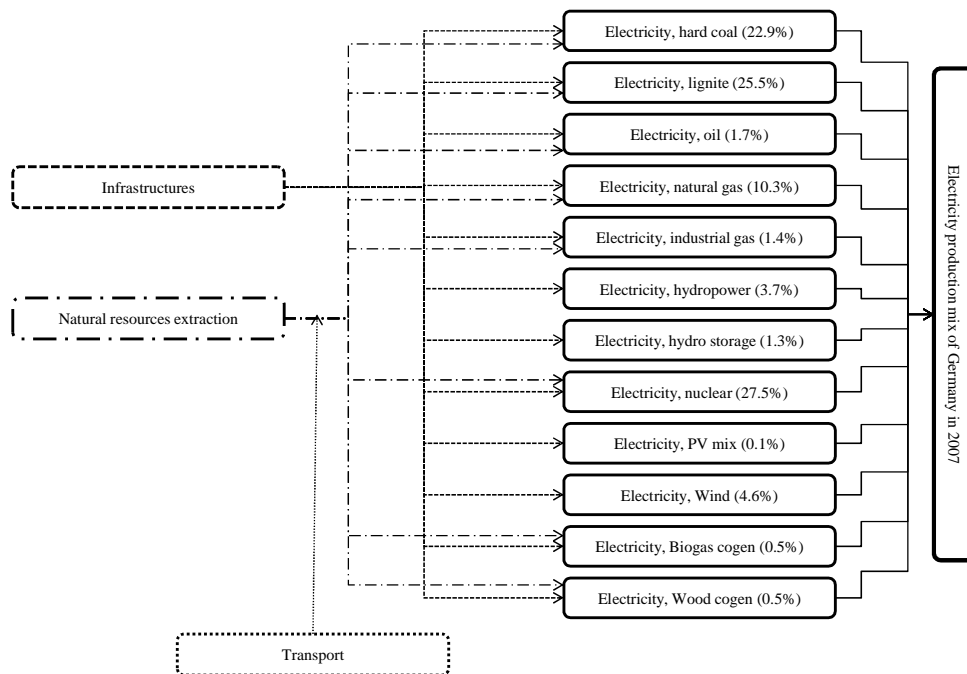 Electricity, hard coal (22.9%)
Electricity, lignite (25.5%)
Electricity, oil (1.7%)
Infrastructures
Electricity, natural gas (10.3%)
Electricity, industrial gas (1.4%)
Electricity, hydropower (3.7%)
Natural resources extraction
Electricity, hydro storage (1.3%)
Electricity, nuclear (27.5%)
Electricity, PV mix (0.1%)
Electricity, Wind (4.6%)
Electricity, Biogas cogen (0.5%)
Electricity, Wood cogen (0.5%)
Transport
Electricity production mix of Germany in 2007